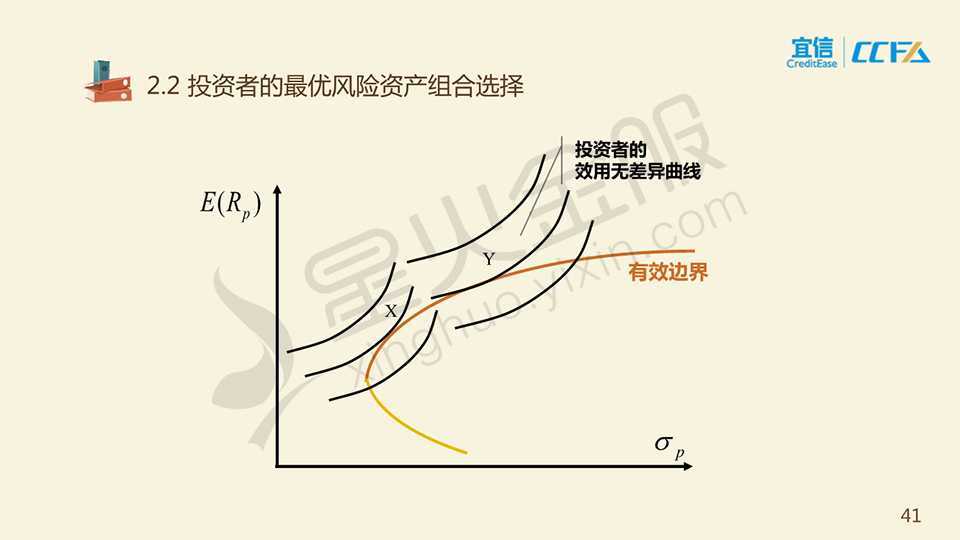 宜信
CreditEase
CCFA
2.2 投资者的最优风险资产组合选择
投资者的
效用无差异曲线
E(Rp)
Y
有效边界
X
星火金服
xinghuo.yixin.com
σp
41